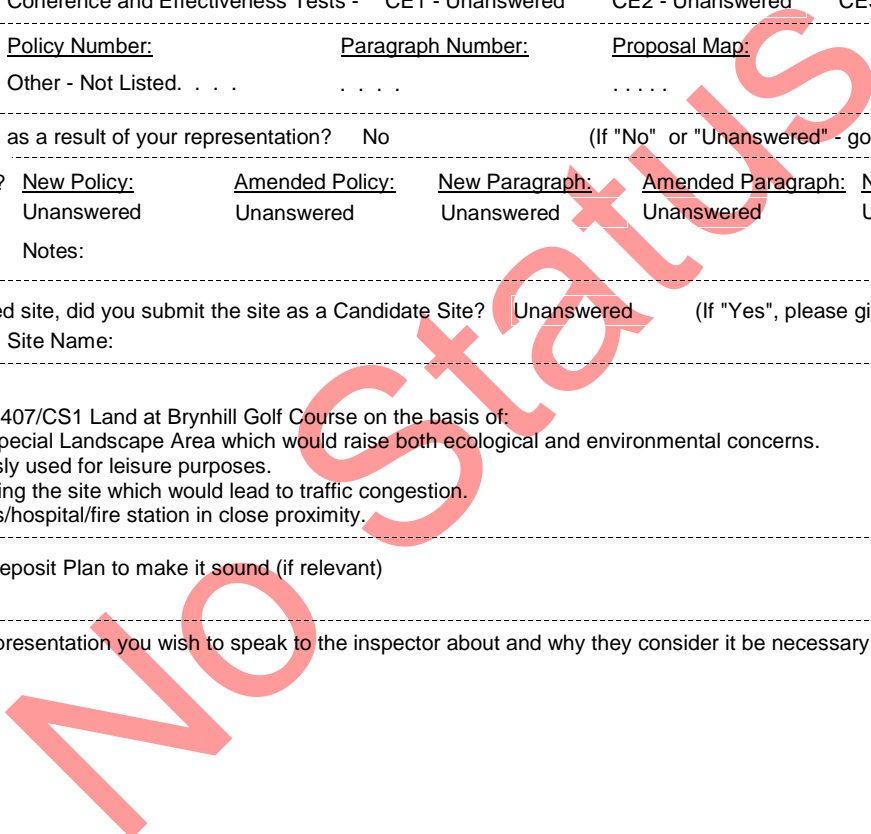 Coherence and Effectiveness Tests - CE1 - Unanswered CE2 - Unanswered
Policy Number: Paragraph Number: Proposal Map:
Other - Not Listed. . . . . . . . . . . . .
as a result of your representation? No (If "No" or "Unanswered" - go
? New Policy: Amended Policy: New Paragraph: Amended Paragraph: N
Unanswered Unanswered Unanswered Unanswered U
Notes:
ed site, did you submit the site as a Candidate Site? Unanswered (If "Yes", please gi
Site Name:
407/CS1 Land at Brynhill Golf Course on the basis of:
pecial Landscape Area which would raise both ecological and environmental concerns.
sly used for leisure purposes.
ing the site which would lead to traffic congestion.
s/hospital/fire station in close proximity.
eposit Plan to make it sound (if relevant)
presentation you wish to speak to the inspector about and why they consider it be necessary
No Status